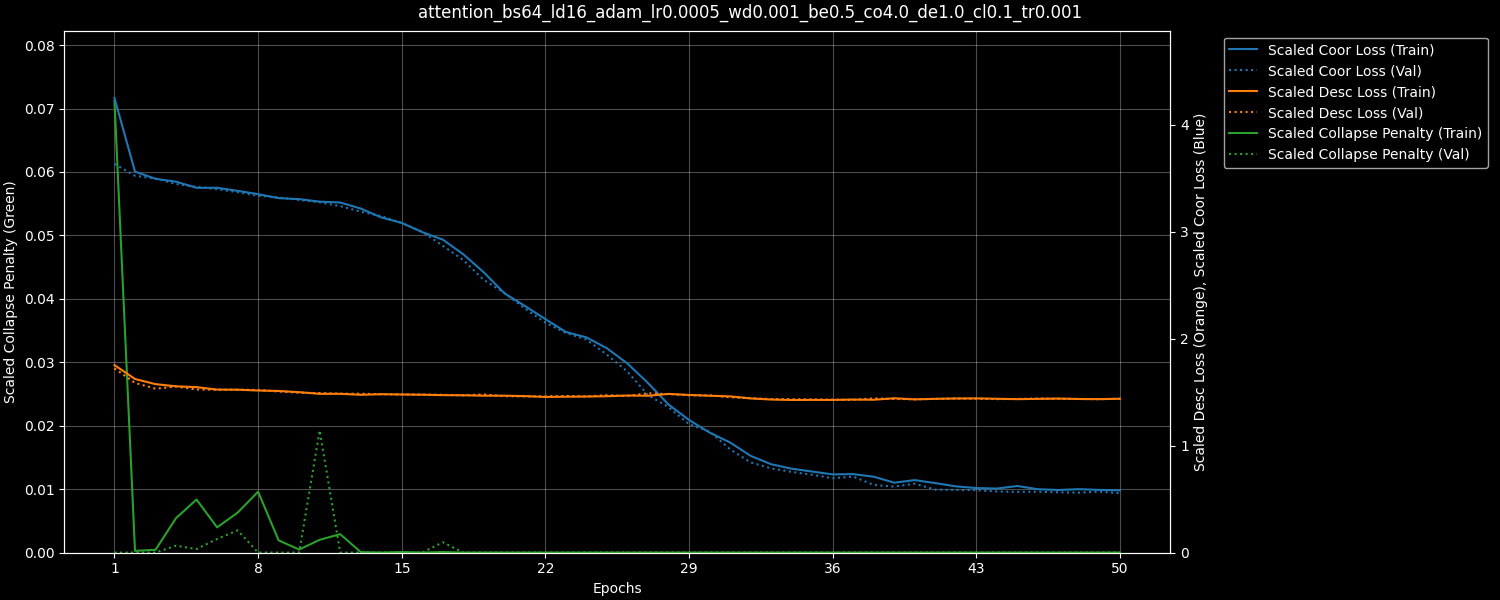 attention_bs64_ld16_adam_lr0.0005_wd0.001_be0.5_co4.0_de1.0_cl0.1_tr0.001
Scaled Collapse Penalty (Green)
0.08
0.07
0.06
0.05
0.04
0.03
0.02
0.01
0.00
1
8
15
22
29
36
43
50
Epochs
4
3
2
1
0
Scaled Desc Loss (Orange), Scaled Coor Loss (Blue)
Scaled Coor Loss (Train)
Scaled Coor Loss (Val)
Scaled Desc Loss (Train)
Scaled Desc Loss (Val)
Scaled Collapse Penalty (Train)
Scaled Collapse Penalty (Val)